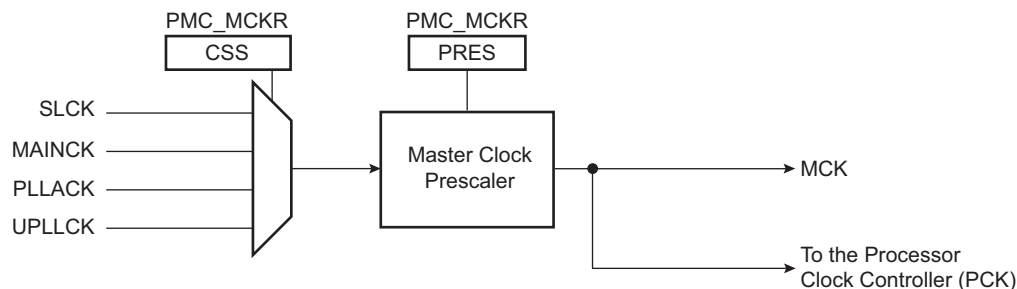 PMC_MCKR
CSS
PMC_MCKR
PRES
SLCK
MAINCK
PLLACK
UPLLCK
Master Clock
Prescaler
MCK
To the Processor
Clock Controller (PCK)